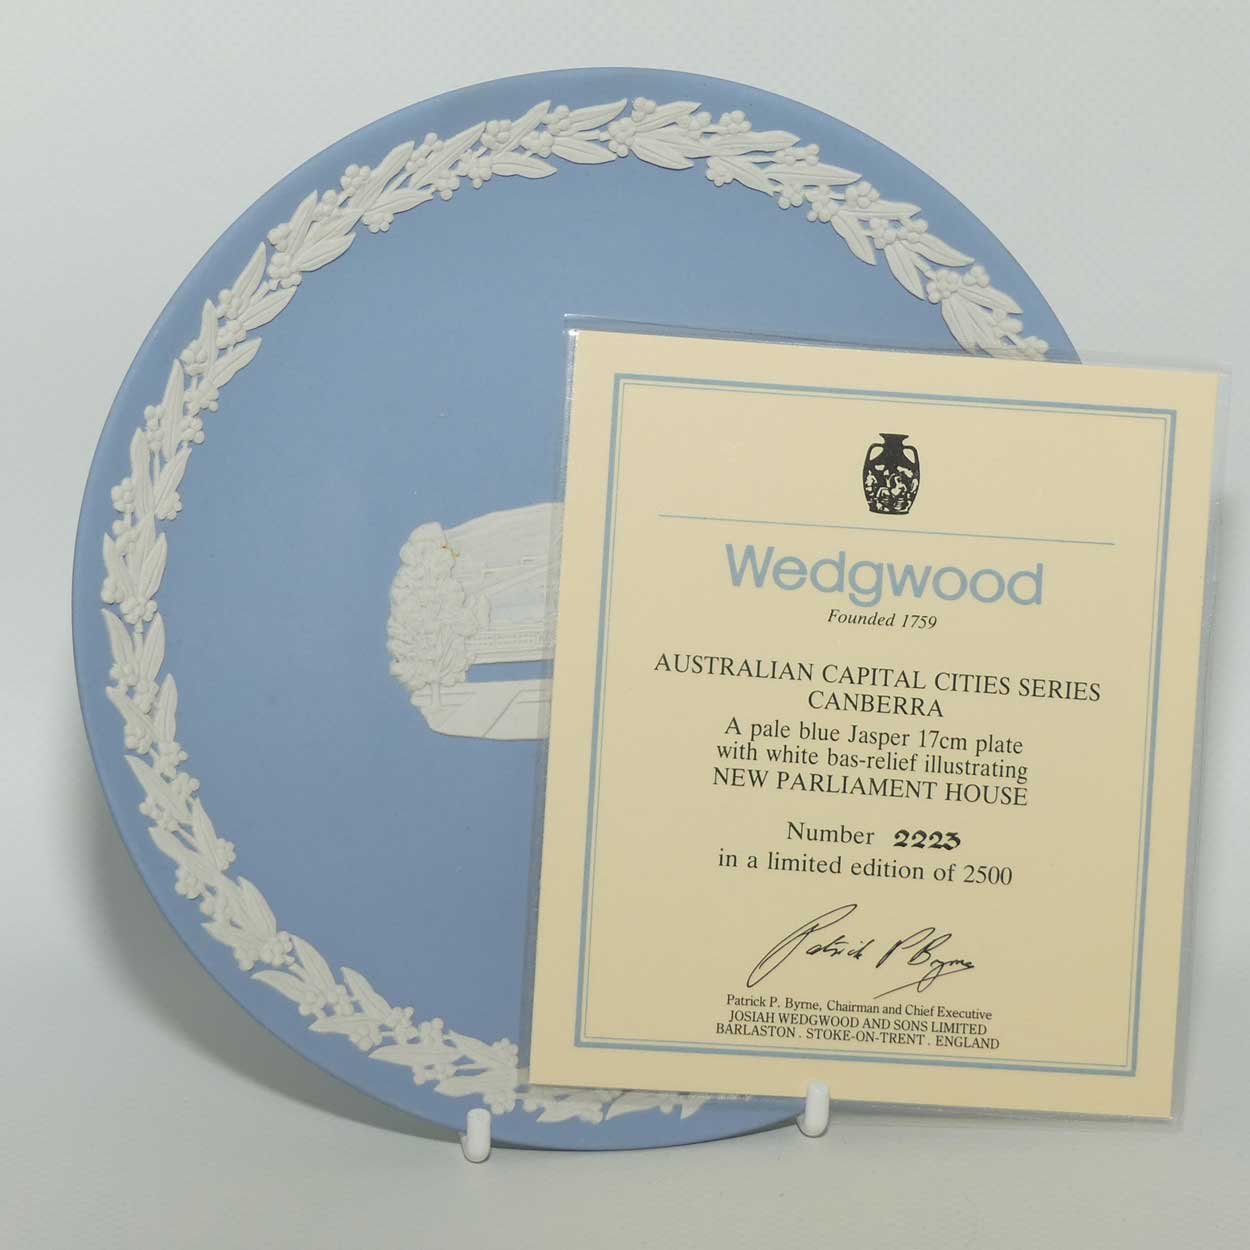 Wedgwood
Founded 1759
AUSTRALIAN CAPITAL CITIES SERIES
CANBERRA
A pale blue Jasper 17cm plate
with white bas-relief illustrating
NEW PARLIAMENT HOUSE
Number 2223
in a limited edition of 2500
Patrick P Byrne
Patrick P. Byrne, Chairman and Chief Executive
JOSIAH WEDGWOOD AND SONS LIMITED
BARLASTON . STOKE-ON-TRENT . ENGLAND